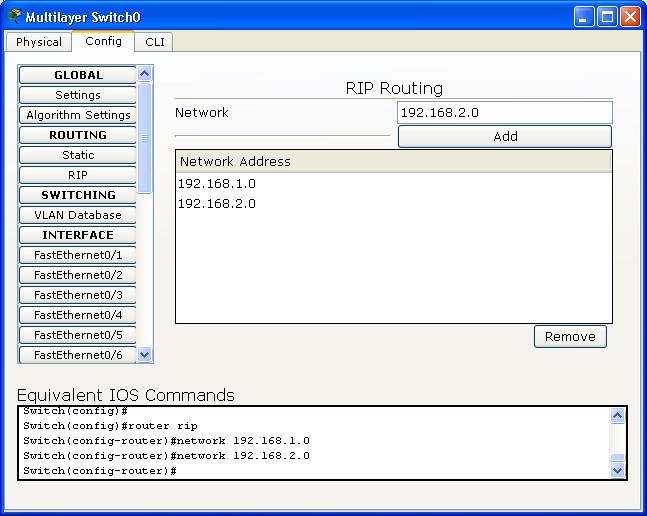 Multilayer Switch0
Physical Config CLI
GLOBAL
Settings
Algorithm Settings
ROUTING
Static
RIP
SWITCHING
VLAN Database
INTERFACE
FastEthernet0/1
FastEthernet0/2
FastEthernet0/3
FastEthernet0/4
FastEthernet0/5
FastEthernet0/6
RIP Routing
Network 192.168.2.0
Add
Network Address
192.168.1.0
192.168.2.0
Remove
Equivalent IOS Commands
Switch(config)#
Switch(config)#router rip
Switch(config-router)#network 192.168.1.0
Switch(config-router)#network 192.168.2.0
Switch(config-router)#